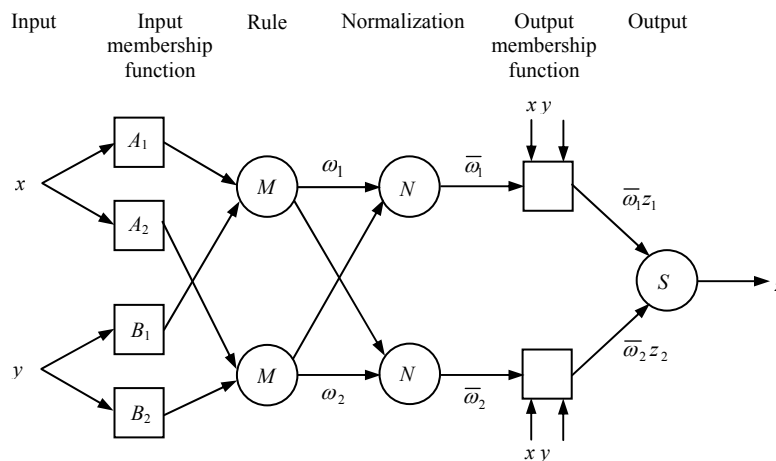 Input
Input membership function
Rule
Normalization
Output membership function
Output
x y
A₁
A₂
B₁
B₂
x
y
M
M
ω₁
ω₂
N
N
ω̅₁
ω̅₂
ω̅₁z₁
ω̅₂z₂
S
x y